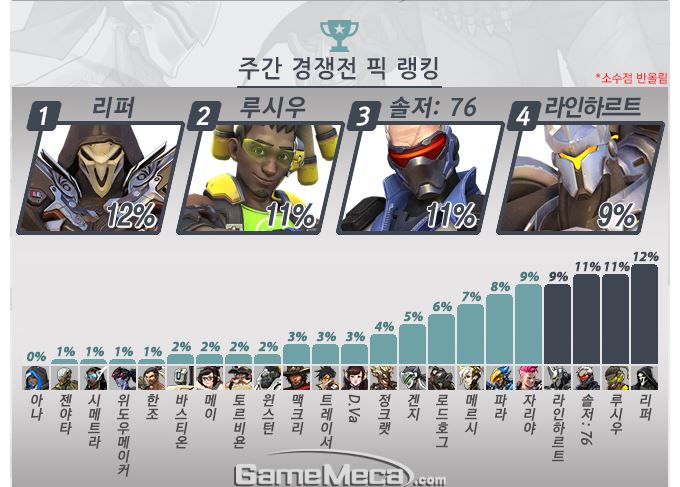 주간 경쟁전 픽 랭킹
*소수점 반올림
1 리퍼
12%
2 루시우
11%
3 솔저: 76
11%
4 라인하르트
9%
0% 1% 1% 1% 1% 2% 2% 2% 2% 3% 3% 3% 4% 5% 6% 7% 8% 9% 9% 11% 11% 12%
아나
젠야타
시메트라
위도우메이커
한조
바스티온
메이
토르비욘
윈스턴
맥크리
트레이서
D.Va
정크랫
겐지
로드호그
메르시
파라
자리야
라인하르트
솔저: 76
루시우
리퍼
GameMeca.com